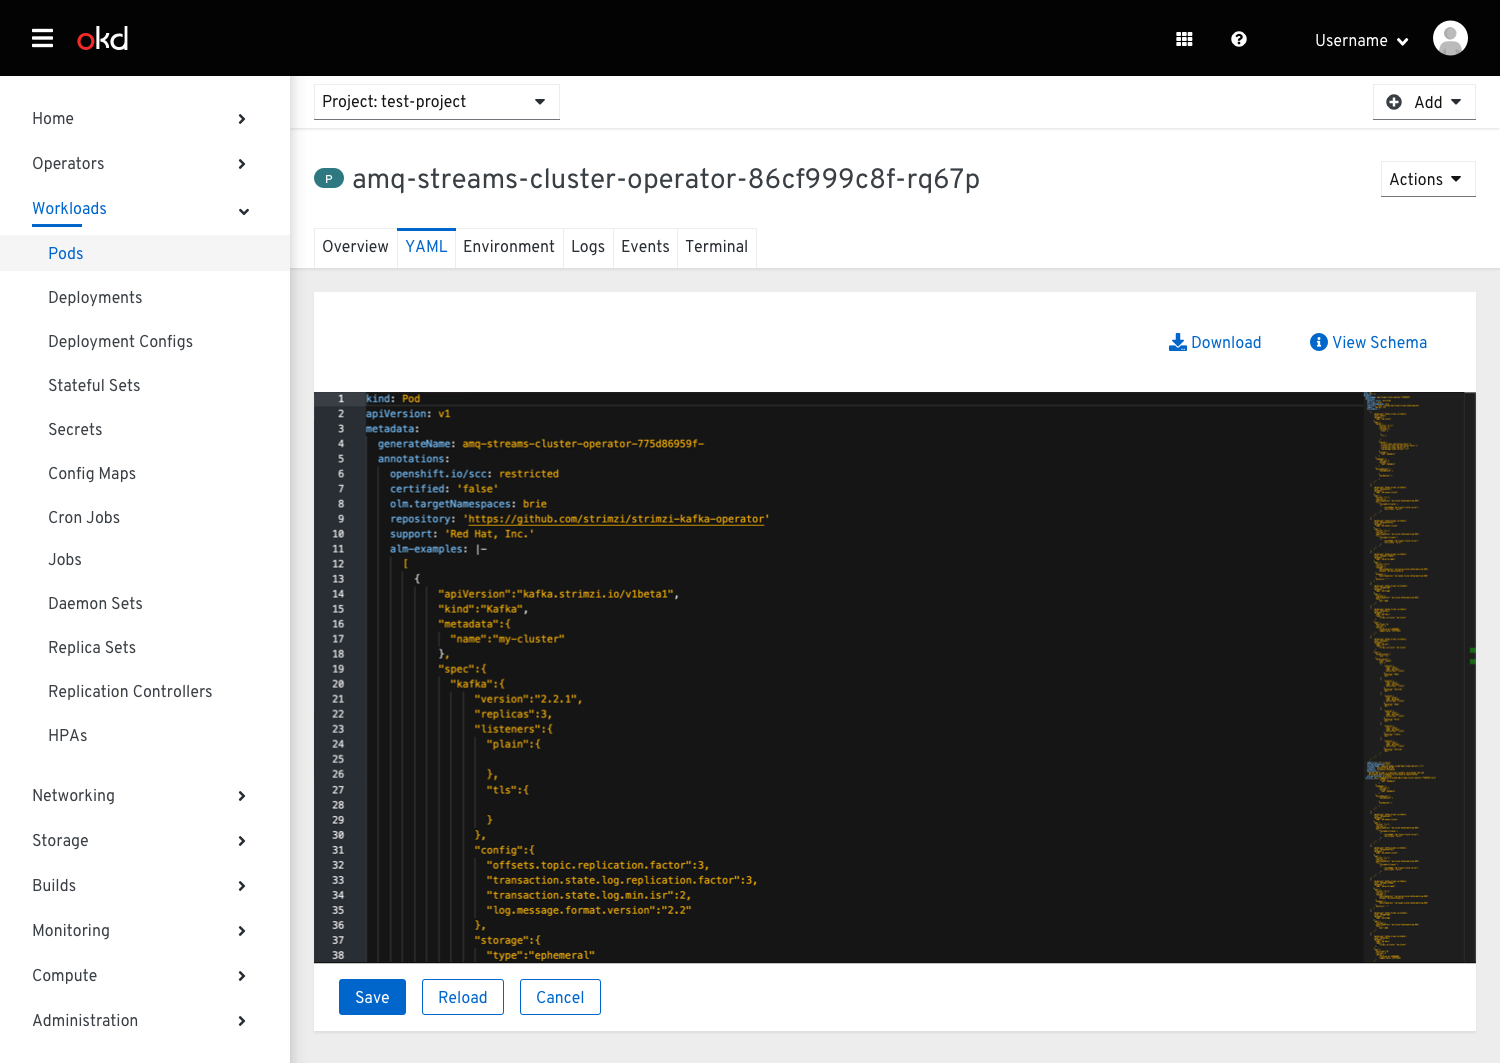 okd
Username
Project: test-project
Add
Home
Operators
Workloads
Pods
Deployments
Deployment Configs
Stateful Sets
Secrets
Config Maps
Cron Jobs
Jobs
Daemon Sets
Replica Sets
Replication Controllers
HPAs
Networking
Storage
Builds
Monitoring
Compute
Administration
P amq-streams-cluster-operator-86cf999c8f-rq67p
Actions
Overview YAML Environment Logs Events Terminal
Download View Schema
1 kind: Pod
2 apiVersion: v1
3 metadata:
4 generateName: amq-streams-cluster-operator-775d86959f-
5 annotations:
6 openshift.io/scc: restricted
7 certified: 'false'
8 olm.targetNamespaces: brie
9 repository: 'https://github.com/strimzi/strimzi-kafka-operator'
10 support: 'Red Hat, Inc.'
11 alm-examples: |-
12 [
13 {
14 "apiVersion":"kafka.strimzi.io/v1beta1",
15 "kind":"Kafka",
16 "metadata":{
17 "name":"my-cluster"
18 },
19 "spec":{
20 "kafka":{
21 "version":"2.2.1",
22 "replicas":3,
23 "listeners":{
24 "plain":{
25
26 },
27 "tls":{
28
29 }
30 },
31 "config":{
32 "offsets.topic.replication.factor":3,
33 "transaction.state.log.replication.factor":3,
34 "transaction.state.log.min.isr":2,
35 "log.message.format.version":"2.2"
36 },
37 "storage":{
38 "type":"ephemeral"
Save Reload Cancel